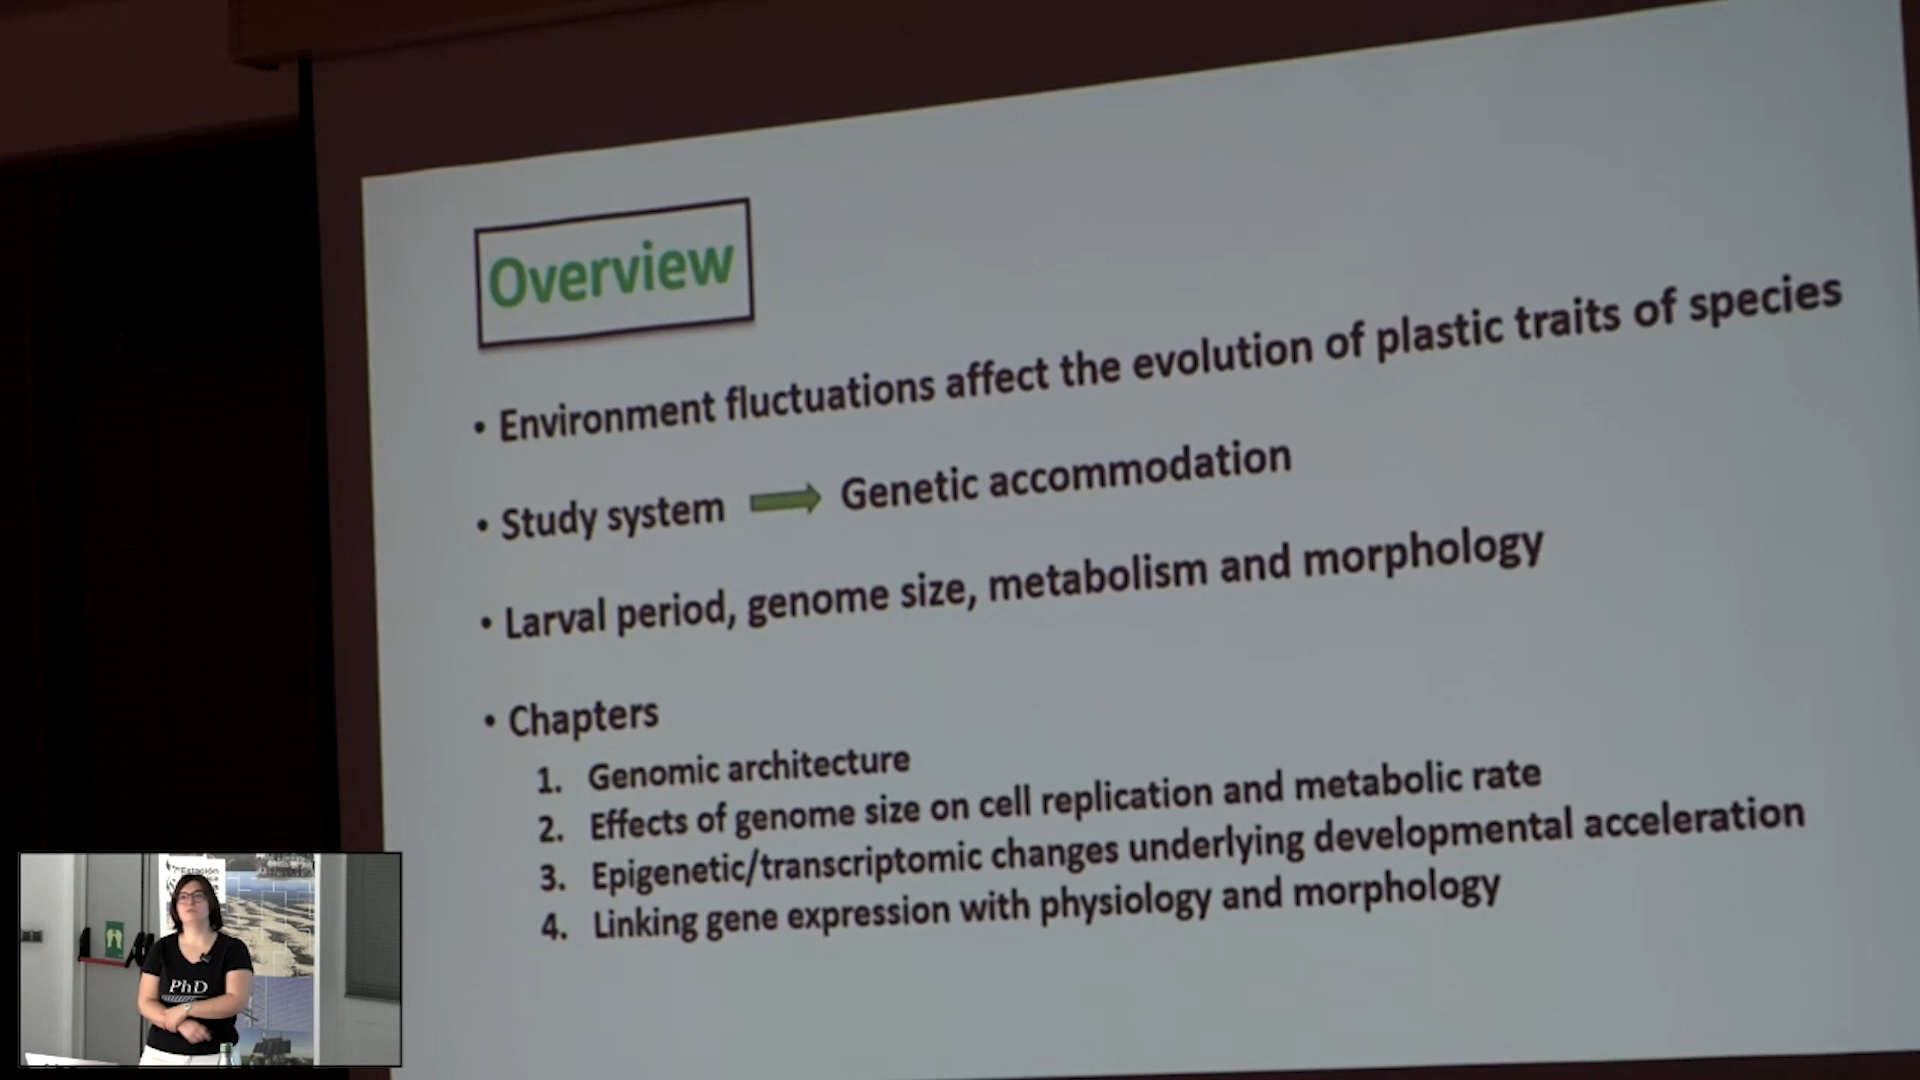 Overview
• Environment fluctuations affect the evolution of plastic traits of species
• Study system Genetic accommodation
• Larval period, genome size, metabolism and morphology
• Chapters
1. Genomic architecture
2. Effects of genome size on cell replication and metabolic rate
3. Epigenetic/transcriptomic changes underlying developmental acceleration
4. Linking gene expression with physiology and morphology
Estación
PhD